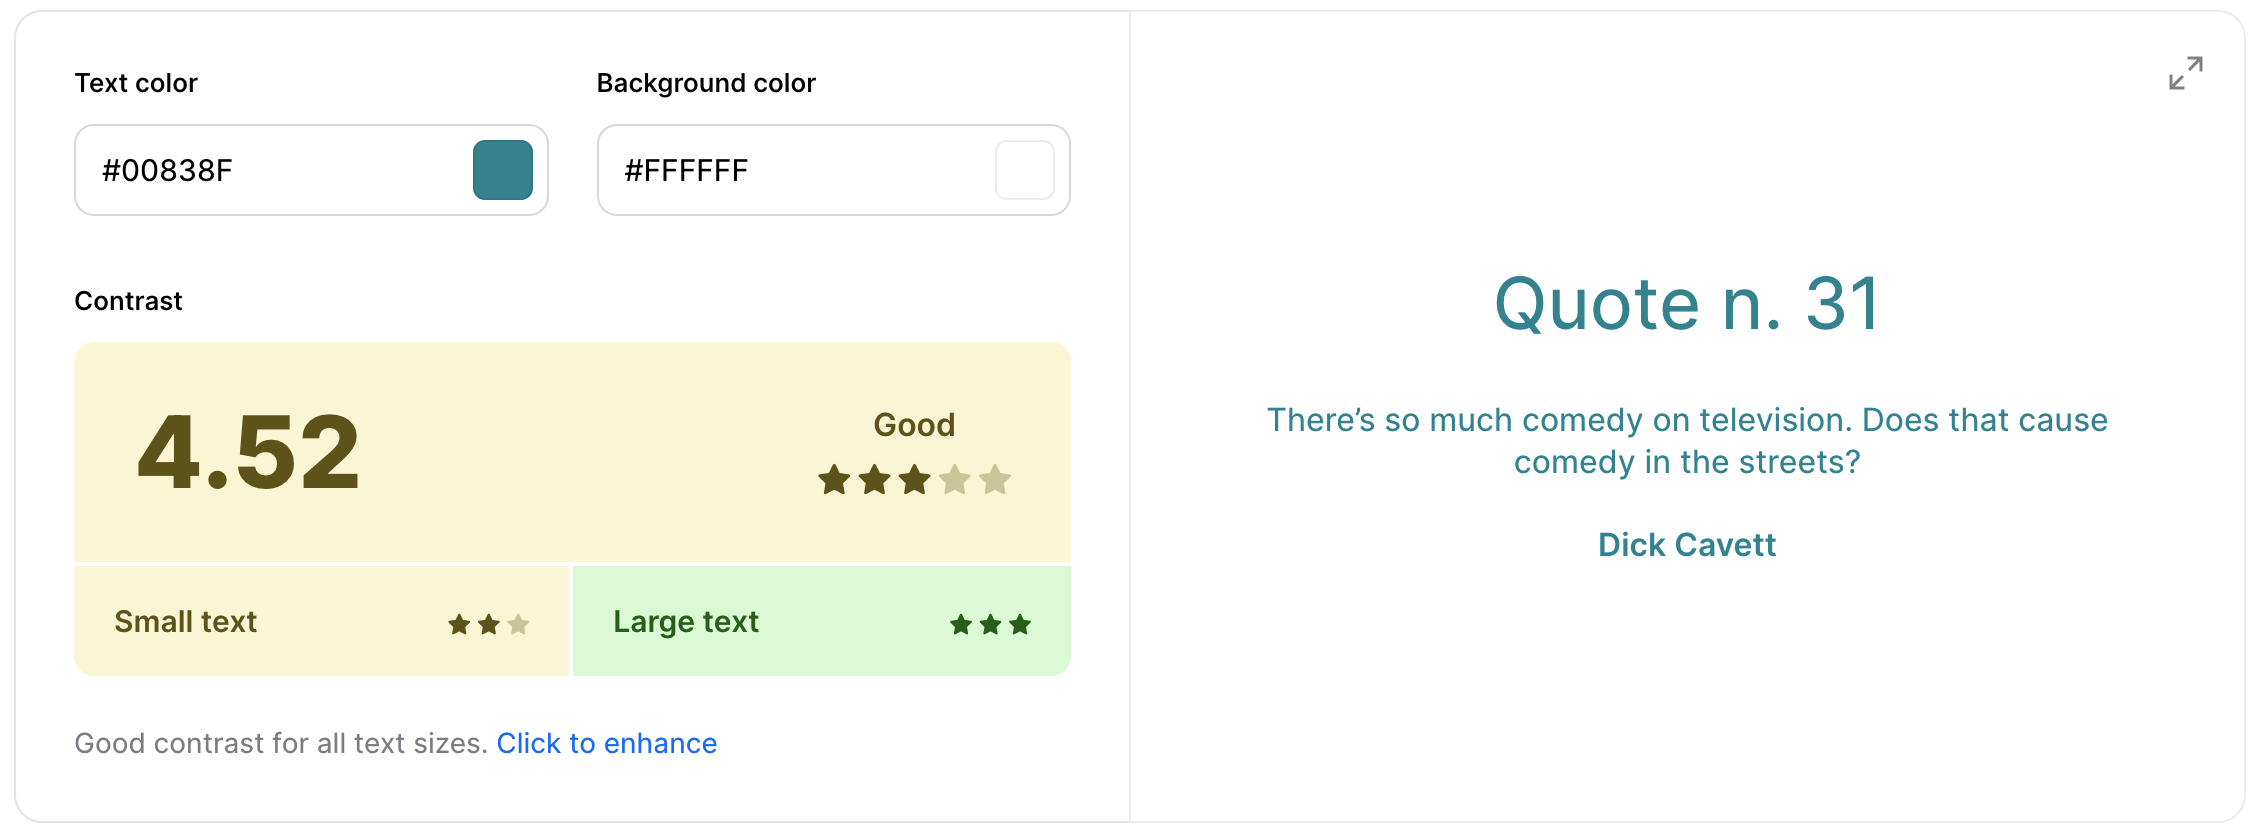 Text color
#00838F
Background color
#FFFFFF
Contrast
4.52
Good
Small text
Large text
Good contrast for all text sizes. Click to enhance
Quote n. 31
There’s so much comedy on television. Does that cause
comedy in the streets?
Dick Cavett